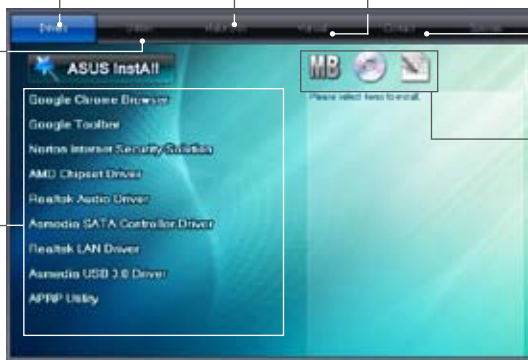 Drivers
Manual
Contact
ASUS InstAll
MB
Please select items to install.
Google Chrome Browser
Google Toolbar
Norton Internet Security Solution
AMD Chipset Driver
Realtek Audio Driver
Asmedia SATA Controller Driver
Realtek LAN Driver
Asmedia USB 3.0 Driver
APRP Utility